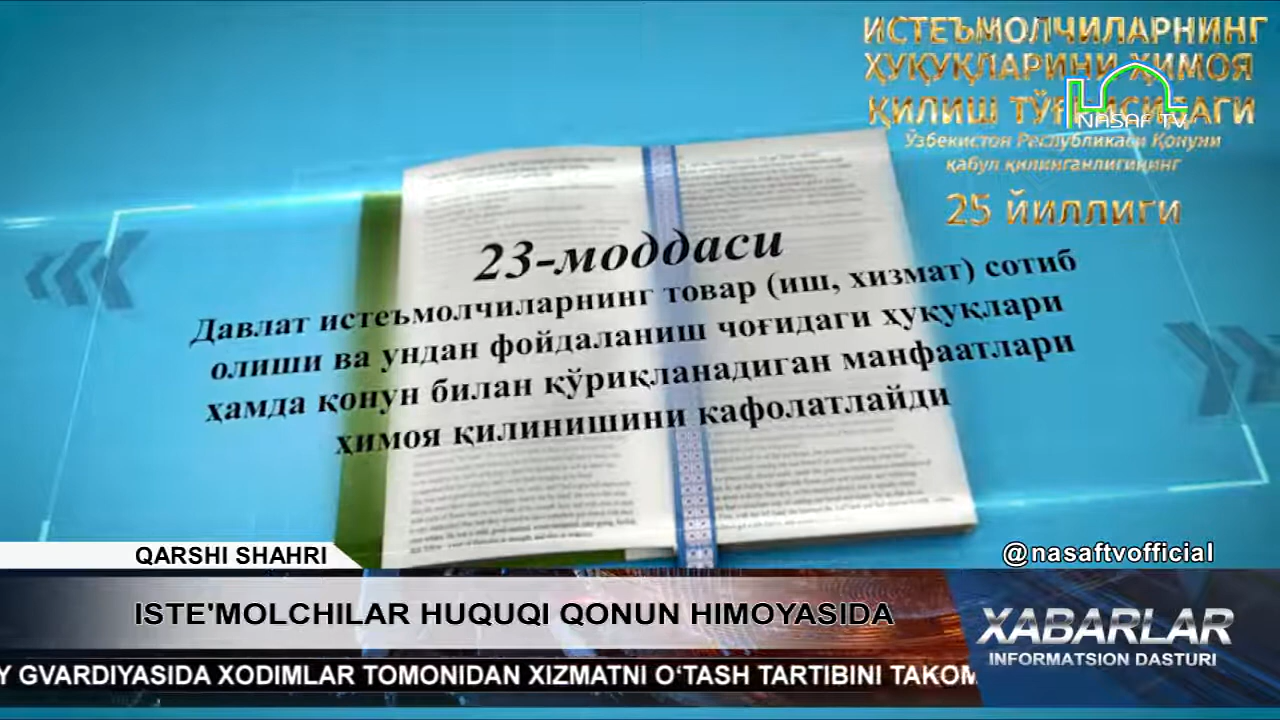 ИСТЕЪМОЛЧИЛАРНИНГ
ҲУҚУҚЛАРИНИ ҲИМОЯ
ҚИЛИШ
NASAF TV
Ўзбекистон Республикаси Қонуни
қабул қилинганлигининг
25 йиллиги
23-моддаси
Давлат истеъмолчиларнинг товар (иш, хизмат) сотиб
олиши ва ундан фойдаланиш чоғидаги ҳуқуқлари
ҳамда қонун билан қўриқланадиган манфаатлари
ҳимоя қилинишини кафолатлайди
QARSHI SHAHRI
@nasaftvofficial
ISTE'MOLCHILAR HUQUQI QONUN HIMOYASIDA
XABARLAR
INFORMATSION DASTURI
Y GVARDIYASIDA XODIMLAR TOMONIDAN XIZMATNI O‘TASH TARTIBINI TAKOM